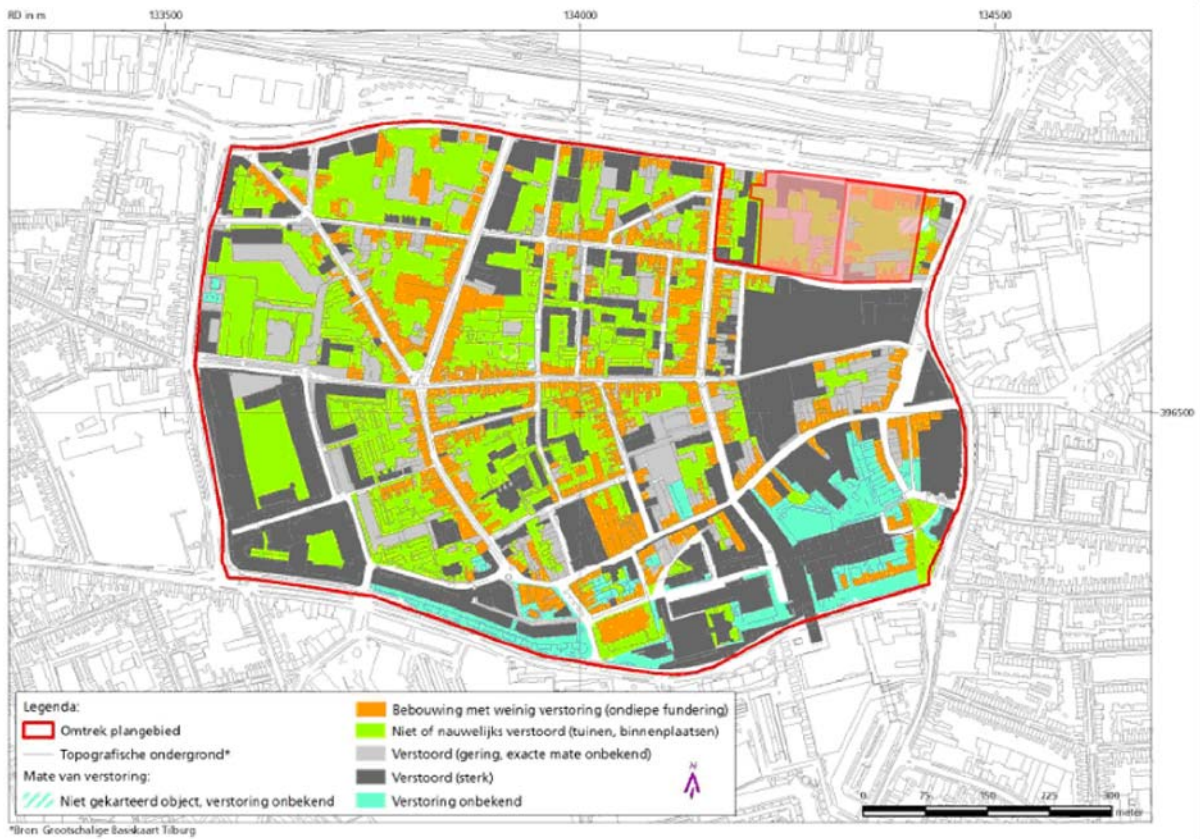 RD in m
133500
134000
134500
396500
Legenda:
Omtrek plangebied
Topografische ondergrond*
Mate van verstoring:
Niet gekarteerd object, verstoring onbekend
Bebouwing met weinig verstoring (ondiepe fundering)
Niet of nauwelijks verstoord (tuinen, binnenplaatsen)
Verstoord (gering, exacte mate onbekend)
Verstoord (sterk)
Verstoring onbekend
N
0 75 150 225 300
meter
*Bron: Grootschalige Basiskaart Tilburg